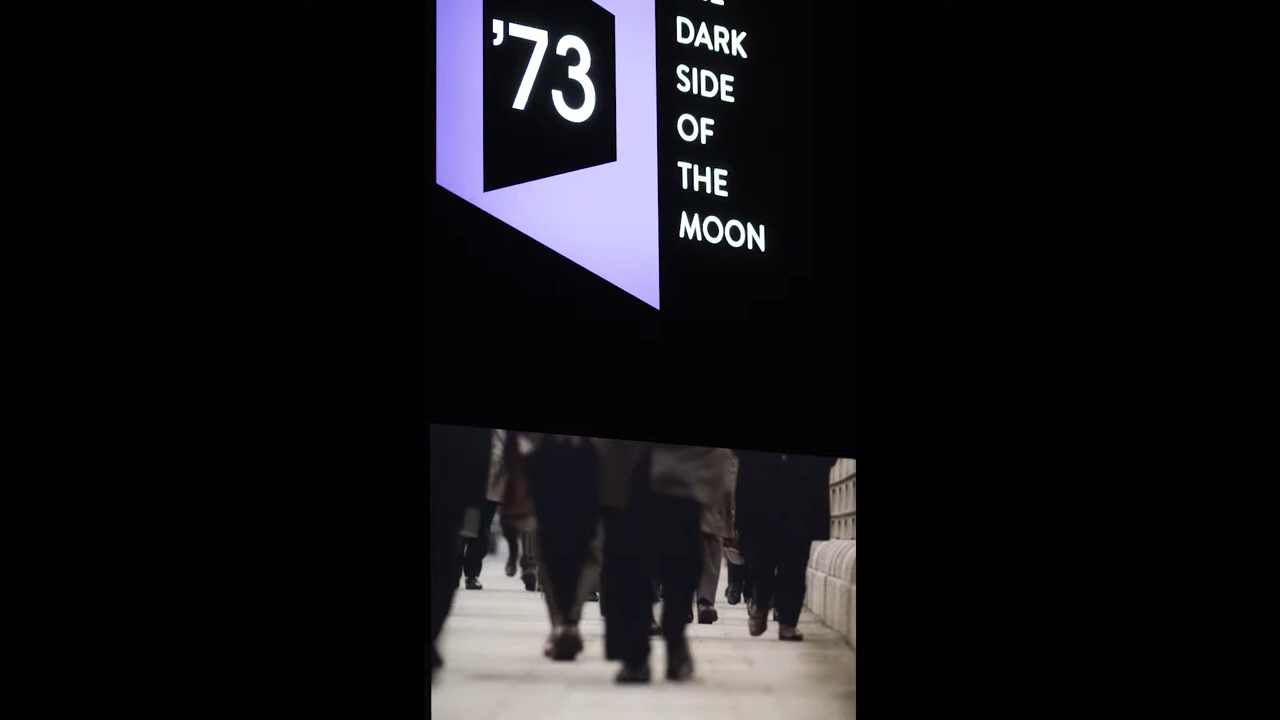 '73
DARK
SIDE
OF
THE
MOON